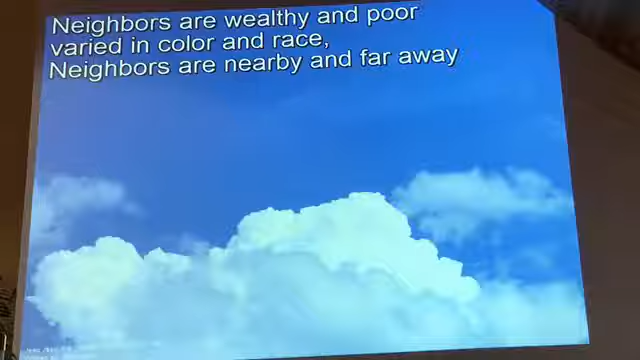 Neighbors are wealthy and poor
varied in color and race,
Neighbors are nearby and far away